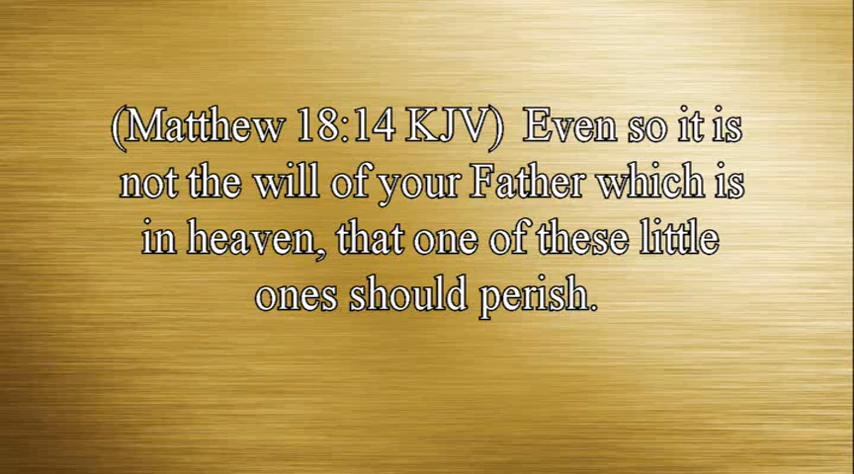 (Matthew 18:14 KJV)  Even so it is
not the will of your Father which is
in heaven, that one of these little
ones should perish.